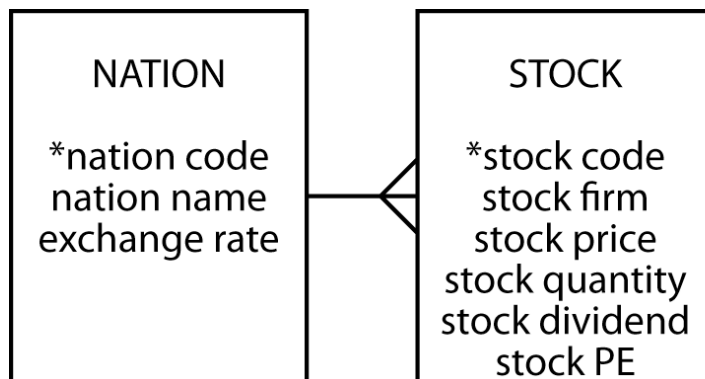 NATION
*nation code
nation name
exchange rate
STOCK
*stock code
stock firm
stock price
stock quantity
stock dividend
stock PE